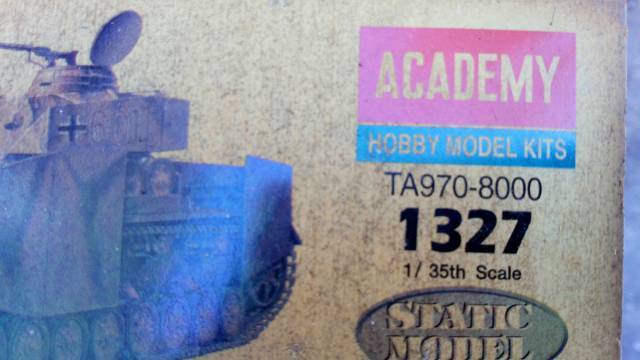 ACADEMY
HOBBY MODEL KITS
TA970-8000
1327
1/35th Scale
STATIC
MODEL